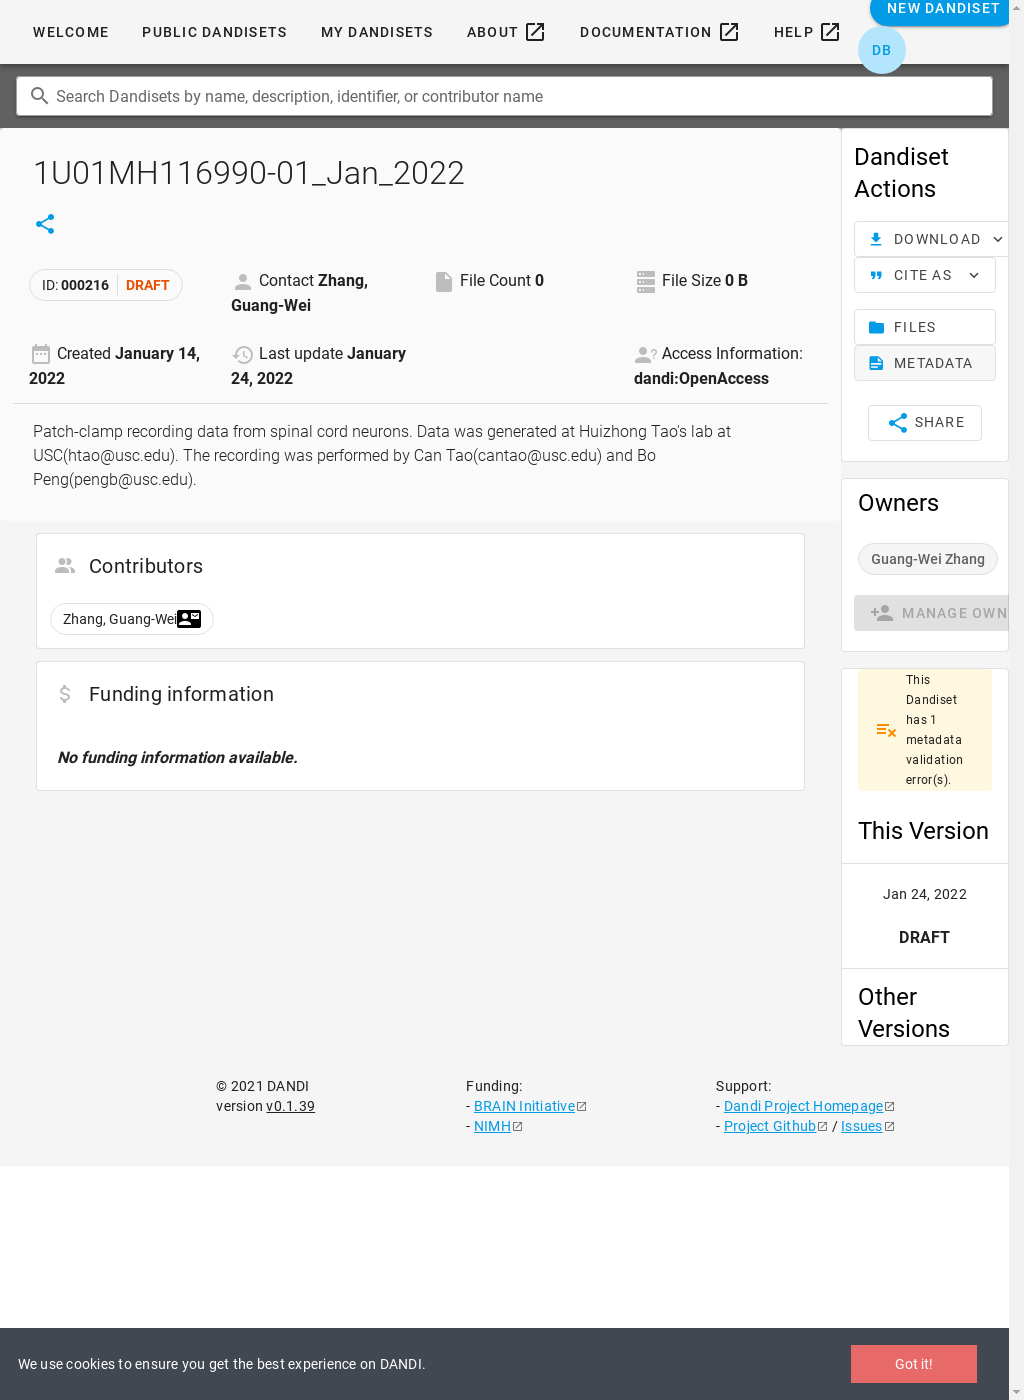 WELCOME
PUBLIC DANDISETS
MY DANDISETS
ABOUT
DOCUMENTATION
HELP
NEW DANDISET
DB
Search Dandisets by name, description, identifier, or contributor name
1U01MH116990-01_Jan_2022
ID: 000216 DRAFT
Contact Zhang,
Guang-Wei
File Count 0
File Size 0 B
Created January 14,
2022
Last update January
24, 2022
Access Information:
dandi:OpenAccess
Patch-clamp recording data from spinal cord neurons. Data was generated at Huizhong Tao's lab at
USC(htao@usc.edu). The recording was performed by Can Tao(cantao@usc.edu) and Bo
Peng(pengb@usc.edu).
Contributors
Zhang, Guang-Wei
Funding information
No funding information available.
Dandiset
Actions
DOWNLOAD
CITE AS
FILES
METADATA
SHARE
Owners
Guang-Wei Zhang
MANAGE OWN
This
Dandiset
has 1
metadata
validation
error(s).
This Version
Jan 24, 2022
DRAFT
Other
Versions
© 2021 DANDI
version v0.1.39
Funding:
- BRAIN Initiative
- NIMH
Support:
- Dandi Project Homepage
- Project Github / Issues
We use cookies to ensure you get the best experience on DANDI.
Got it!